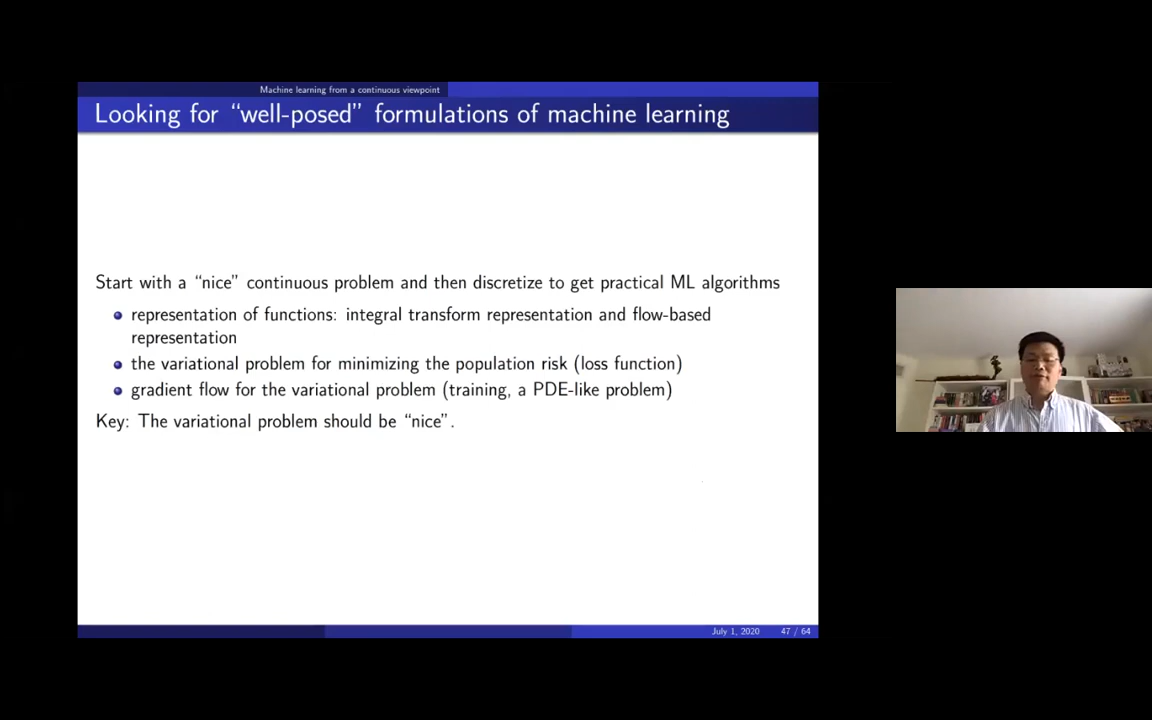 Machine learning from a continuous viewpoint
Looking for “well-posed” formulations of machine learning
Start with a “nice” continuous problem and then discretize to get practical ML algorithms
representation of functions: integral transform representation and flow-based
representation
the variational problem for minimizing the population risk (loss function)
gradient flow for the variational problem (training, a PDE-like problem)
Key: The variational problem should be “nice”.
July 1, 2020 47 / 64